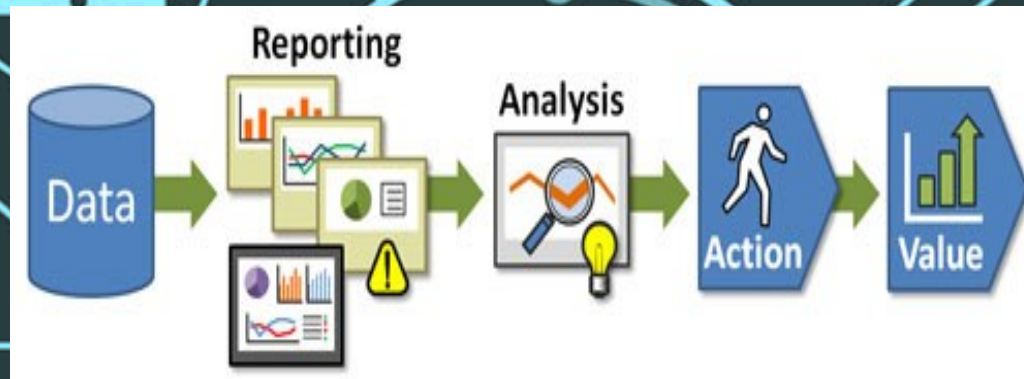 Data
Reporting
Analysis
Action
Value